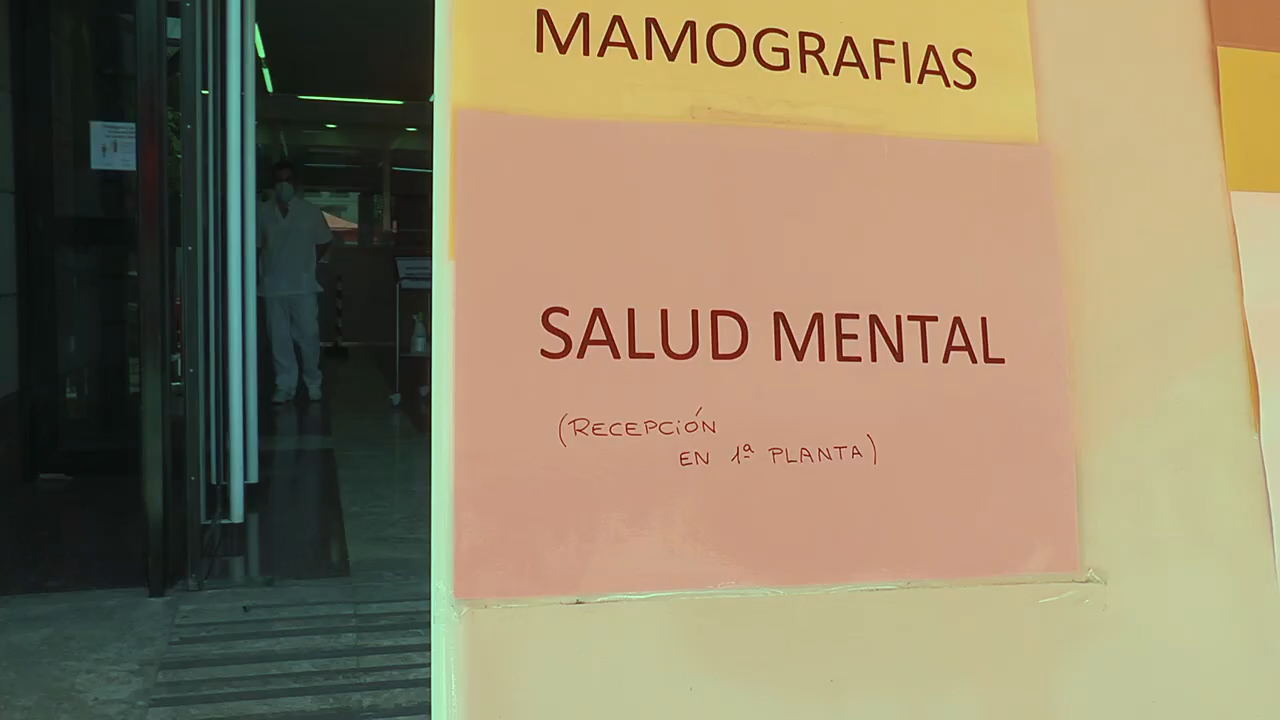 MAMOGRAFIAS
SALUD MENTAL
(RECEPCIÓN
EN 1ª PLANTA)